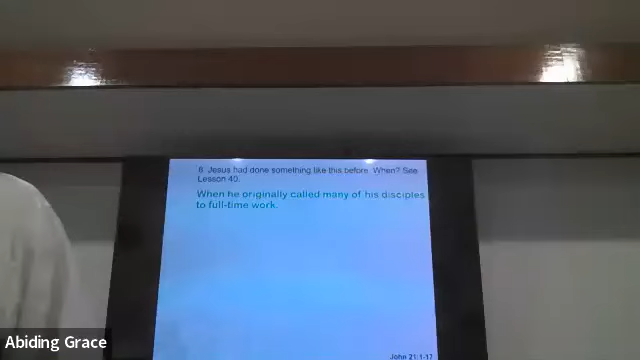 6. Jesus had done something like this before. When? See
Lesson 40.
When he originally called many of his disciples
to full-time work.
John 21:1-17
Abiding Grace